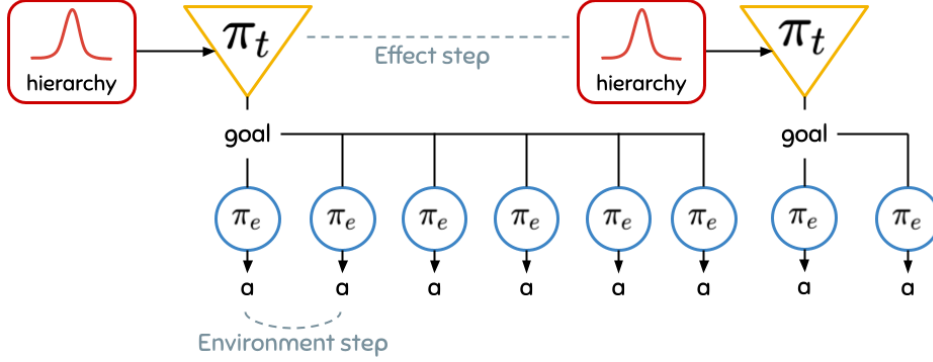 π_t
π_t
Effect step
hierarchy
hierarchy
goal
goal
π_e
π_e
π_e
π_e
π_e
π_e
π_e
π_e
a
a
a
a
a
a
a
a
Environment step